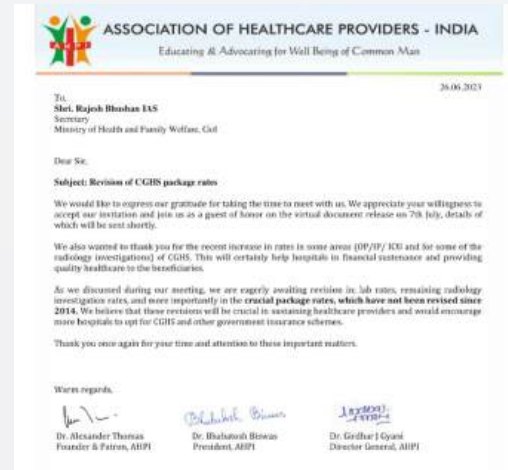 AHPI
ASSOCIATION OF HEALTHCARE PROVIDERS - INDIA
Educating & Advocating for Well Being of Common Man
26.06.2023
To,
Shri. Rajesh Bhushan IAS
Secretary
Ministry of Health and Family Welfare, GoI
Dear Sir,
Subject: Revision of CGHS package rates
We would like to express our gratitude for taking the time to meet with us. We appreciate your willingness to
accept our invitation and join us as a guest of honor on the virtual document release on 7th July, details of
which will be sent shortly.
We also wanted to thank you for the recent increase in rates in some areas (OP/IP/ ICU and for some of the
radiology investigations) of CGHS. This will certainly help hospitals in financial sustenance and providing
quality healthcare to the beneficiaries.
As we discussed during our meeting, we are eagerly awaiting revision in lab rates, remaining radiology
investigation rates, and more importantly in the crucial package rates, which have not been revised since
2014. We believe that these revisions will be crucial in sustaining healthcare providers and would encourage
more hospitals to opt for CGHS and other government insurance schemes.
Thank you once again for your time and attention to these important matters.
Warm regards,
Bhabatosh Biswas
Dr. Alexander Thomas Dr. Bhabatosh Biswas Dr. Girdhar J Gyani
Founder & Patron, AHPI President, AHPI Director General, AHPI